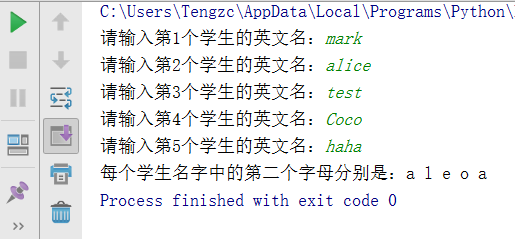 C:\Users\Tengzc\AppData\Local\Programs\Python\
请输入第1个学生的英文名：mark
请输入第2个学生的英文名：alice
请输入第3个学生的英文名：test
请输入第4个学生的英文名：Coco
请输入第5个学生的英文名：haha
每个学生名字中的第二个字母分别是：a l e o a
Process finished with exit code 0